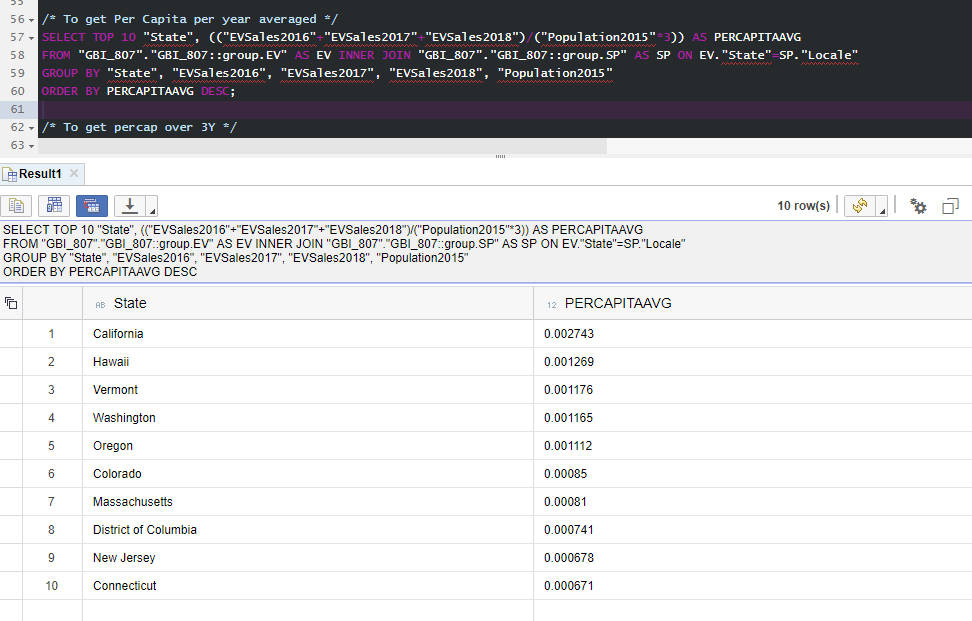 55
56 /* To get Per Capita per year averaged */
57 SELECT TOP 10 "State", (("EVSales2016"+"EVSales2017"+"EVSales2018")/("Population2015"*3)) AS PERCAPITAAVG
58 FROM "GBI_807"."GBI_807::group.EV" AS EV INNER JOIN "GBI_807"."GBI_807::group.SP" AS SP ON EV."State"=SP."Locale"
59 GROUP BY "State", "EVSales2016", "EVSales2017", "EVSales2018", "Population2015"
60 ORDER BY PERCAPITAAVG DESC;
61
62 /* To get percap over 3Y */
63
Result1
10 row(s)
SELECT TOP 10 "State", (("EVSales2016"+"EVSales2017"+"EVSales2018")/("Population2015"*3)) AS PERCAPITAAVG
FROM "GBI_807"."GBI_807::group.EV" AS EV INNER JOIN "GBI_807"."GBI_807::group.SP" AS SP ON EV."State"=SP."Locale"
GROUP BY "State", "EVSales2016", "EVSales2017", "EVSales2018", "Population2015"
ORDER BY PERCAPITAAVG DESC
AB State 12 PERCAPITAAVG
1 California 0.002743
2 Hawaii 0.001269
3 Vermont 0.001176
4 Washington 0.001165
5 Oregon 0.001112
6 Colorado 0.00085
7 Massachusetts 0.00081
8 District of Columbia 0.000741
9 New Jersey 0.000678
10 Connecticut 0.000671